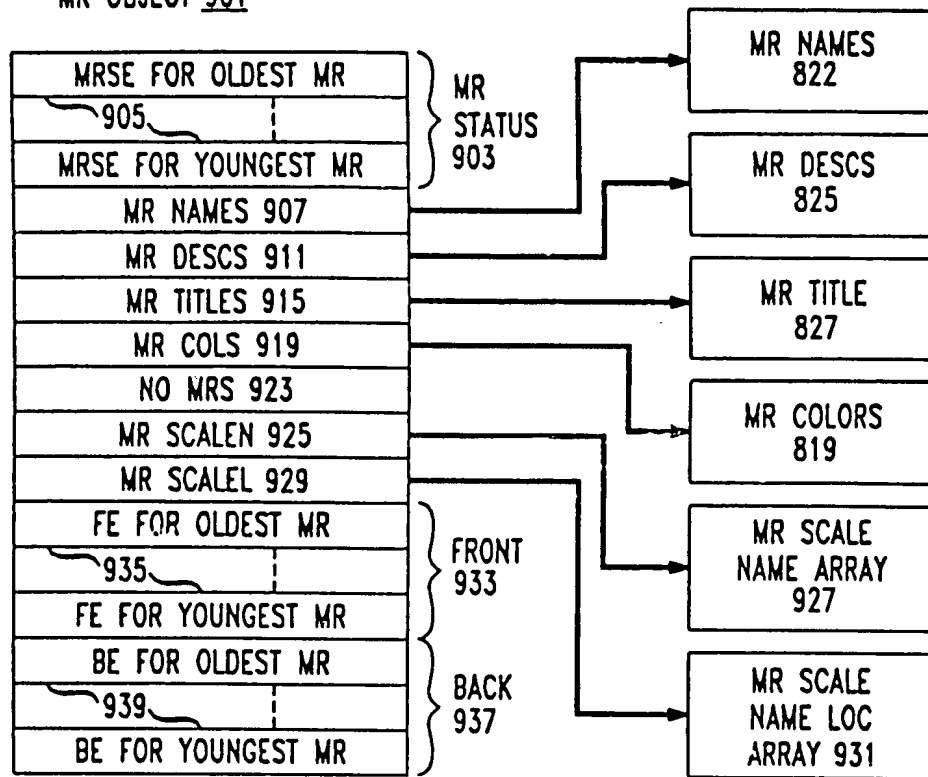 MR OBJECT 901
MRSE FOR OLDEST MR
905
MRSE FOR YOUNGEST MR
MR NAMES 907
MR DESCS 911
MR TITLES 915
MR COLS 919
NO MRS 923
MR SCALEN 925
MR SCALEL 929
FE FOR OLDEST MR
935
FE FOR YOUNGEST MR
BE FOR OLDEST MR
939
BE FOR YOUNGEST MR
MR
STATUS
903
FRONT
933
BACK
937
MR NAMES
822
MR DESCS
825
MR TITLE
827
MR COLORS
819
MR SCALE
NAME ARRAY
927
MR SCALE
NAME LOC
ARRAY 931